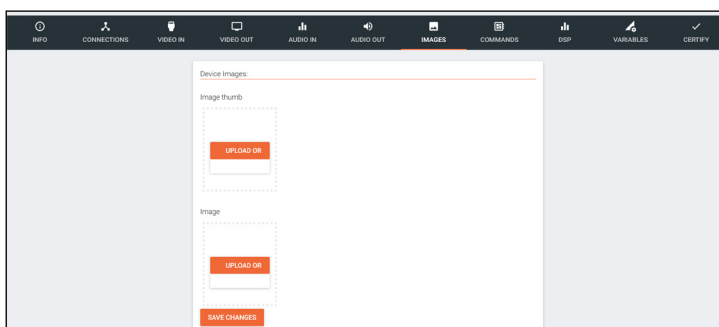 INFO CONNECTIONS VIDEO IN VIDEO OUT AUDIO IN AUDIO OUT IMAGES COMMANDS DSP VARIABLES CERTIFY
Device Images:
Image thumb
UPLOAD OR
Image
UPLOAD OR
SAVE CHANGES